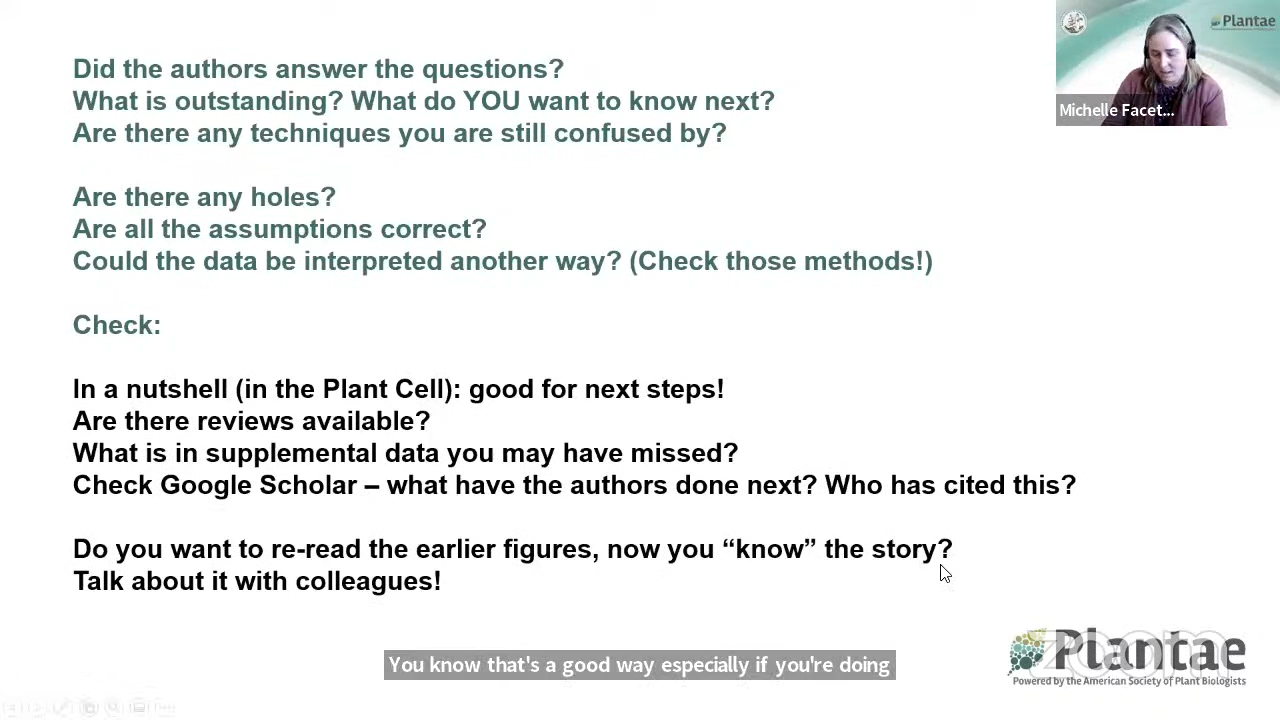 Did the authors answer the questions?
What is outstanding? What do YOU want to know next?
Are there any techniques you are still confused by?
Are there any holes?
Are all the assumptions correct?
Could the data be interpreted another way? (Check those methods!)
Check:
In a nutshell (in the Plant Cell): good for next steps!
Are there reviews available?
What is in supplemental data you may have missed?
Check Google Scholar – what have the authors done next? Who has cited this?
Do you want to re-read the earlier figures, now you “know” the story?
Talk about it with colleagues!
Plantae
Michelle Facet...
You know that's a good way especially if you're doing
Plantae
zoom
Powered by the American Society of Plant Biologists